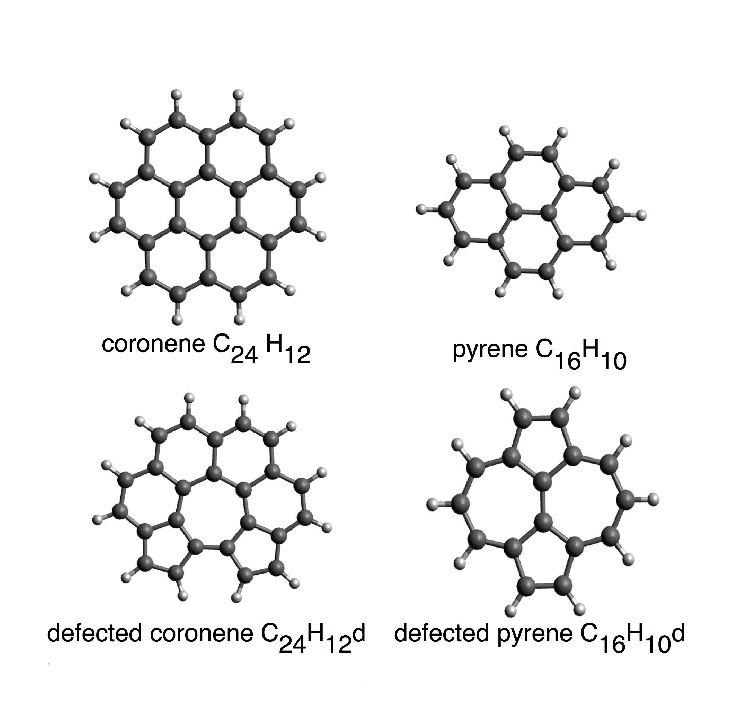 coronene C24 H12
pyrene C16H10
defected coronene C24H12d
defected pyrene C16H10d